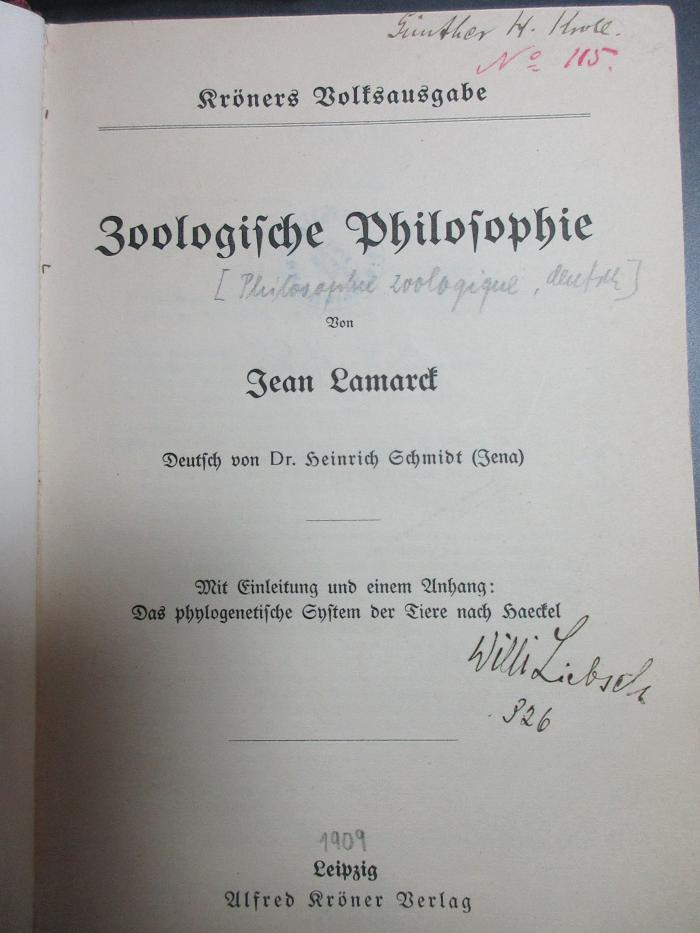 Günther H. Kroll.
No 115.
Kröners Volksausgabe
Zoologische Philosophie
[Philosophie zoologique, deutsch]
Von
Jean Lamarck
Deutsch von Dr. Heinrich Schmidt (Jena)
Mit Einleitung und einem Anhang:
Das phylogenetische System der Tiere nach Haeckel
Willi Liebsch
326
1909
Leipzig
Alfred Kröner Verlag